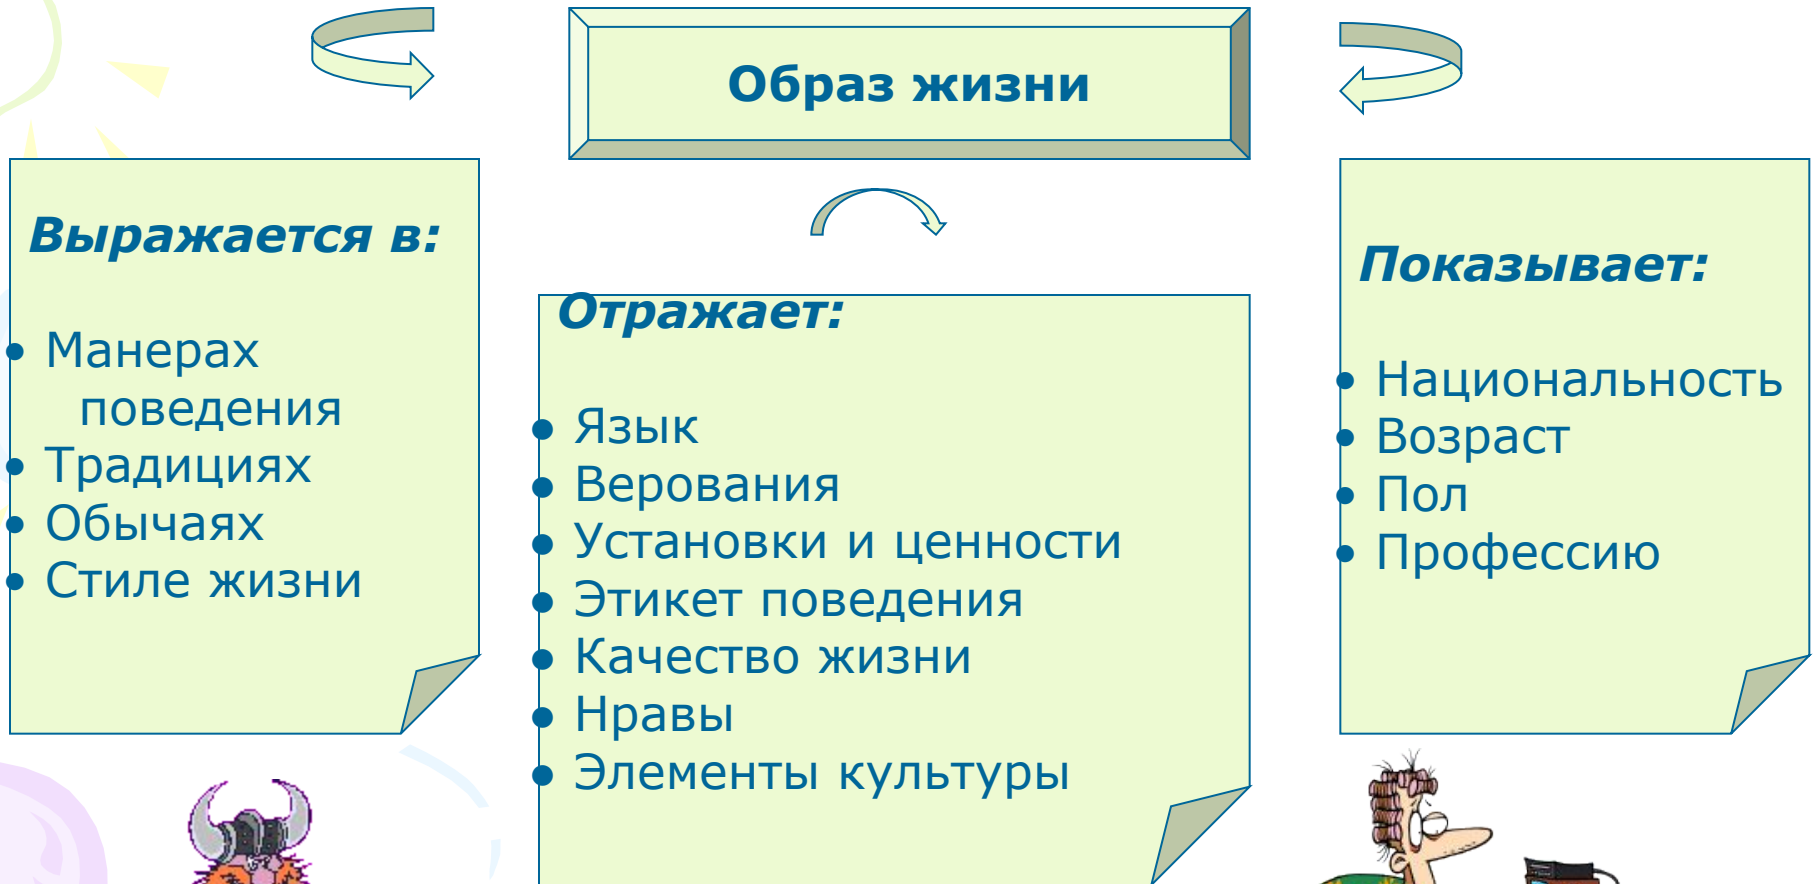 Образ жизни
Выражается в:
• Манерах
поведения
• Традициях
• Обычаях
• Стиле жизни
Отражает:
• Язык
• Верования
• Установки и ценности
• Этикет поведения
• Качество жизни
• Нравы
• Элементы культуры
Показывает:
• Национальность
• Возраст
• Пол
• Профессию